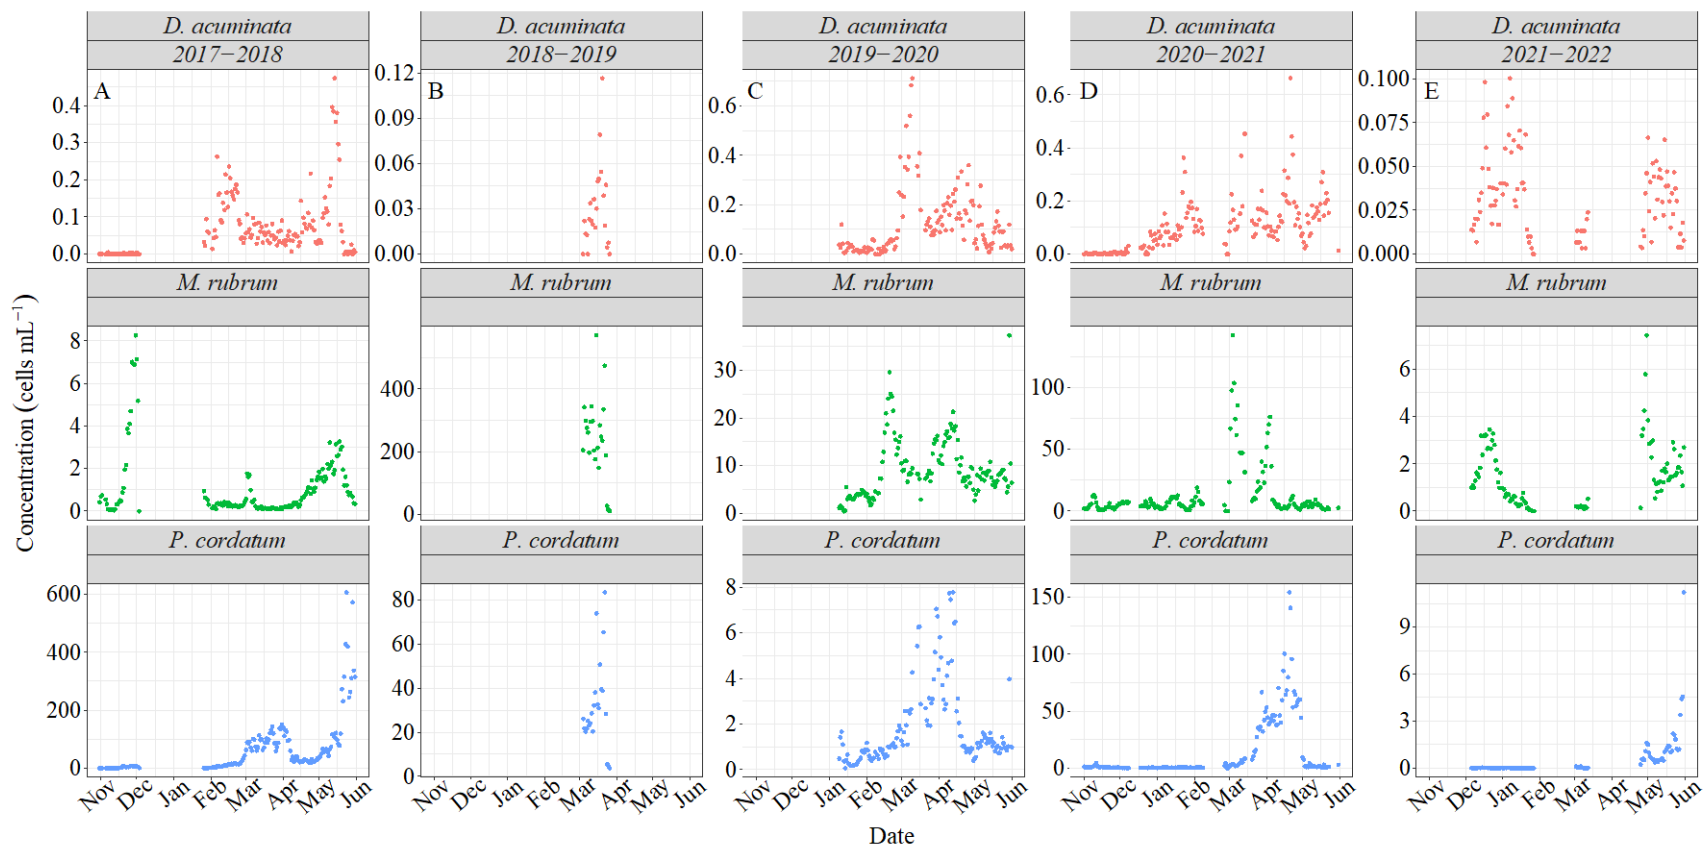 D. acuminata D. acuminata D. acuminata D. acuminata D. acuminata
2017−2018 2018−2019 2019−2020 2020−2021 2021−2022
A B C D E
0.4 0.3 0.2 0.1 0.0
0.12 0.09 0.06 0.03 0.00
0.6 0.4 0.2 0.0
0.6 0.4 0.2 0.0
0.100 0.075 0.050 0.025 0.000
M. rubrum M. rubrum M. rubrum M. rubrum M. rubrum
8 6 4 2 0
400 200 0
30 20 10 0
100 50 0
6 4 2 0
Concentration (cells mL⁻¹)
P. cordatum P. cordatum P. cordatum P. cordatum P. cordatum
600 400 200 0
80 60 40 20 0
8 6 4 2 0
150 100 50 0
9 6 3 0
Nov Dec Jan Feb Mar Apr May Jun
Nov Dec Jan Feb Mar Apr May Jun
Nov Dec Jan Feb Mar Apr May Jun
Nov Dec Jan Feb Mar Apr May Jun
Nov Dec Jan Feb Mar Apr May Jun
Date